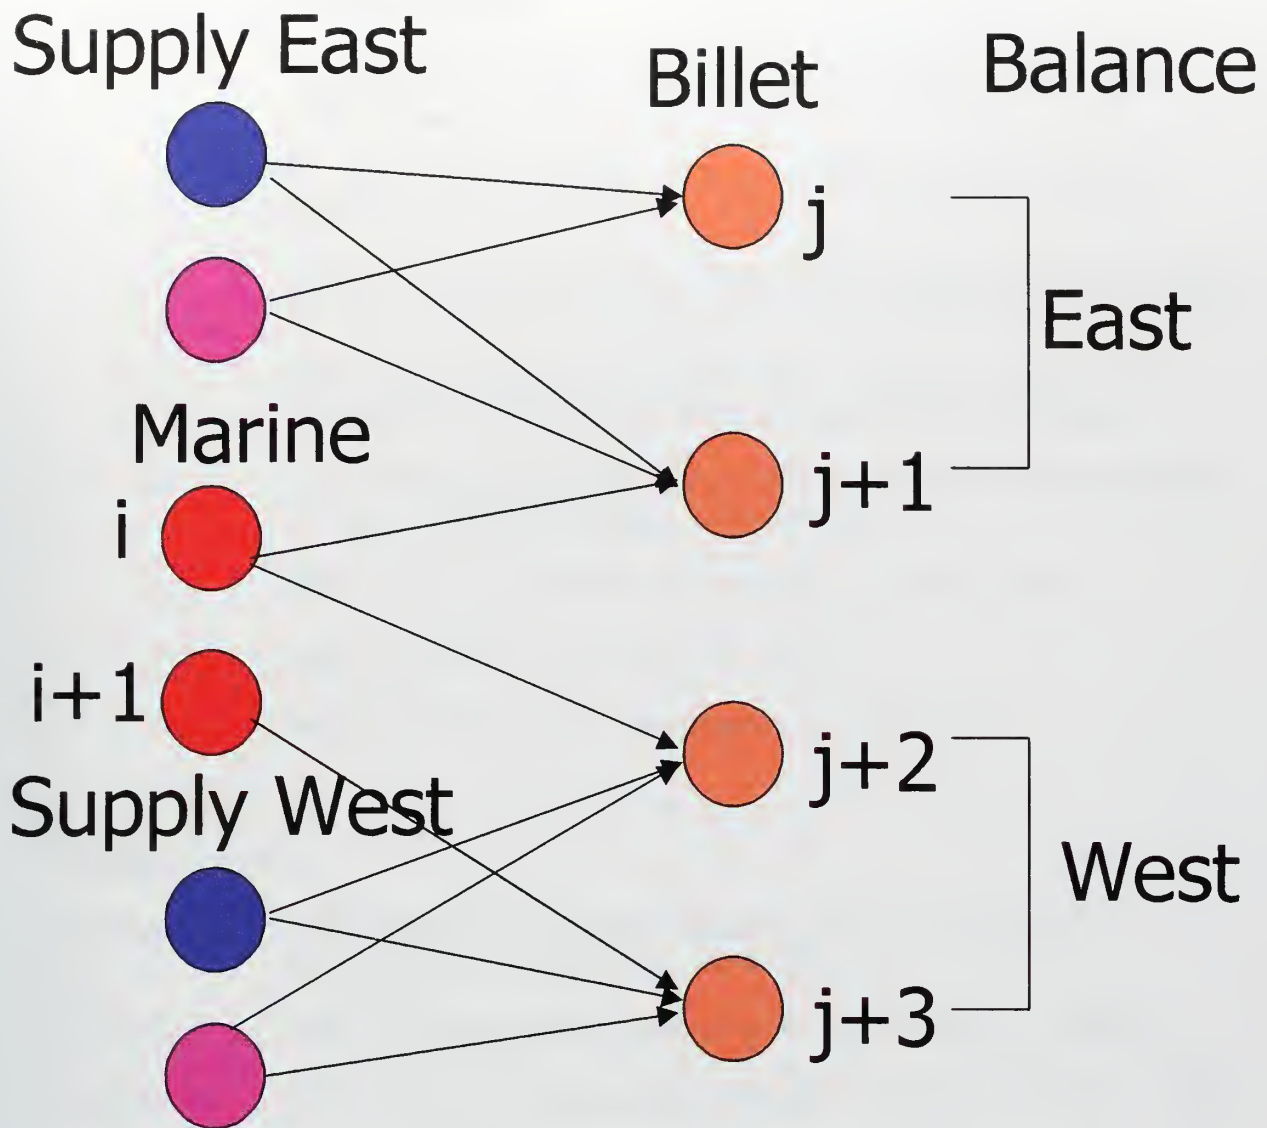 Supply East
Billet
Balance
j
East
Marine
i
j+1
i+1
j+2
Supply West
West
j+3